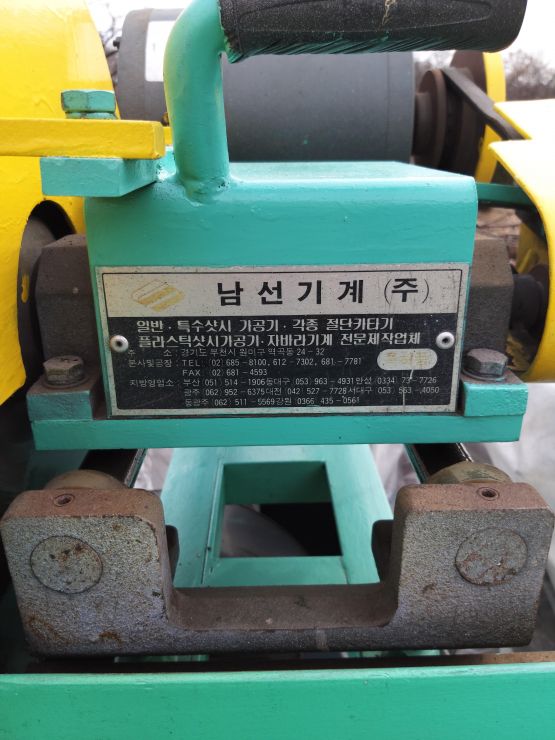 남선기계 (주)
일반 · 특수샷시 가공기 · 각종 절단카타기
플라스틱샷시가공기 · 자바라기계 전문제작업체
주 소 : 경기도 부천시 원미구 역곡동 24 - 32
본사및공장 : TEL (02) 685 - 8100, 612 - 7302, 681 - 7781
FAX (02) 681 - 4593
지방영업소 : 부산 (051) 514 - 1906 대구 (053) 963 - 4931 안성 (0334) 73 - 7726
광주 (062) 952 - 6375 대전 (042) 527 - 7728 서대구 (053) 563 - 4050
동광주 (062) 511 - 5569 강원 (0366) 435 - 0561